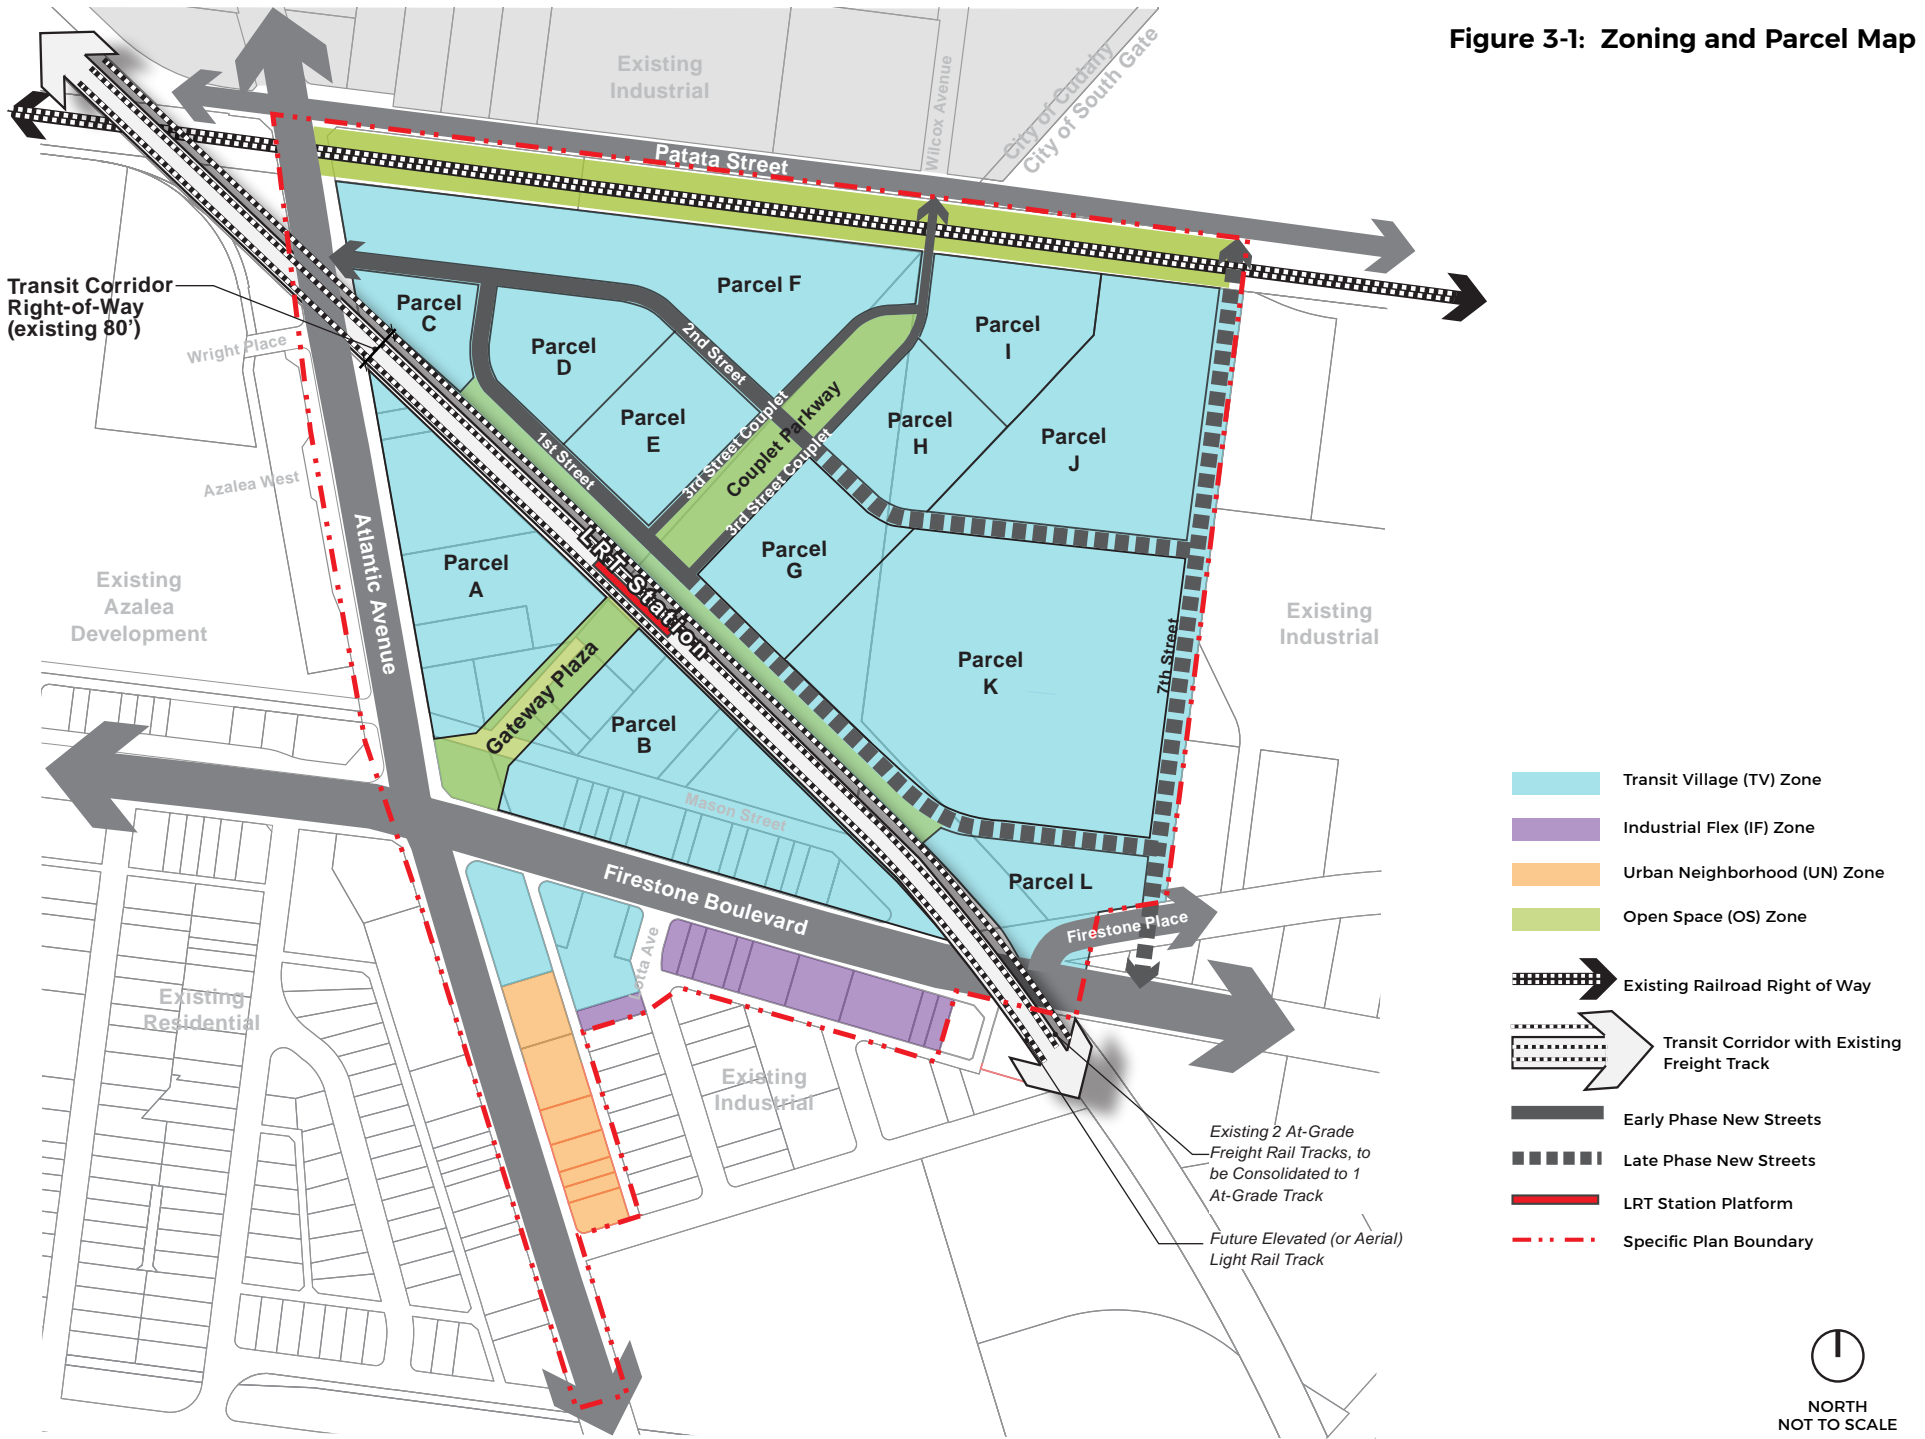 Figure 3-1:  Zoning and Parcel Map
Existing
Industrial
Wilcox Avenue
City of Cudahy
City of South Gate
Patata Street
Transit Corridor
Right-of-Way
(existing 80')
Wright Place
Azalea West
Parcel F
Parcel
C
Parcel
D
Parcel
E
2nd Street
Parcel
I
Parcel
H
Parcel
J
3rd Street Couplet
Couplet Parkway
3rd Street Couplet
1st Street
Atlantic Avenue
LRT Station
Parcel
G
Parcel
A
Existing
Azalea
Development
Existing
Industrial
Parcel
K
7th Street
Gateway Plaza
Parcel
B
Mason Street
Parcel L
Firestone Boulevard
Firestone Place
Lotta Ave
Existing
Residential
Existing
Industrial
Existing 2 At-Grade
Freight Rail Tracks, to
be Consolidated to 1
At-Grade Track
Future Elevated (or Aerial)
Light Rail Track
Transit Village (TV) Zone
Industrial Flex (IF) Zone
Urban Neighborhood (UN) Zone
Open Space (OS) Zone
Existing Railroad Right of Way
Transit Corridor with Existing
Freight Track
Early Phase New Streets
Late Phase New Streets
LRT Station Platform
Specific Plan Boundary
NORTH
NOT TO SCALE